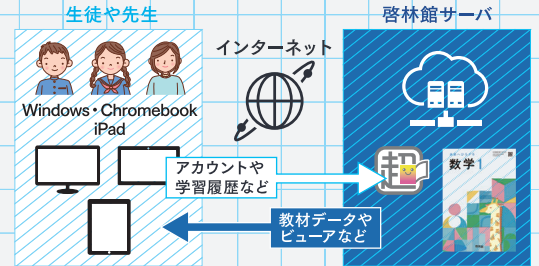 生徒や先生
啓林館サーバ
インターネット
Windows・Chromebook
iPad
超
数学1
アカウントや
学習履歴など
教材データや
ビューアなど